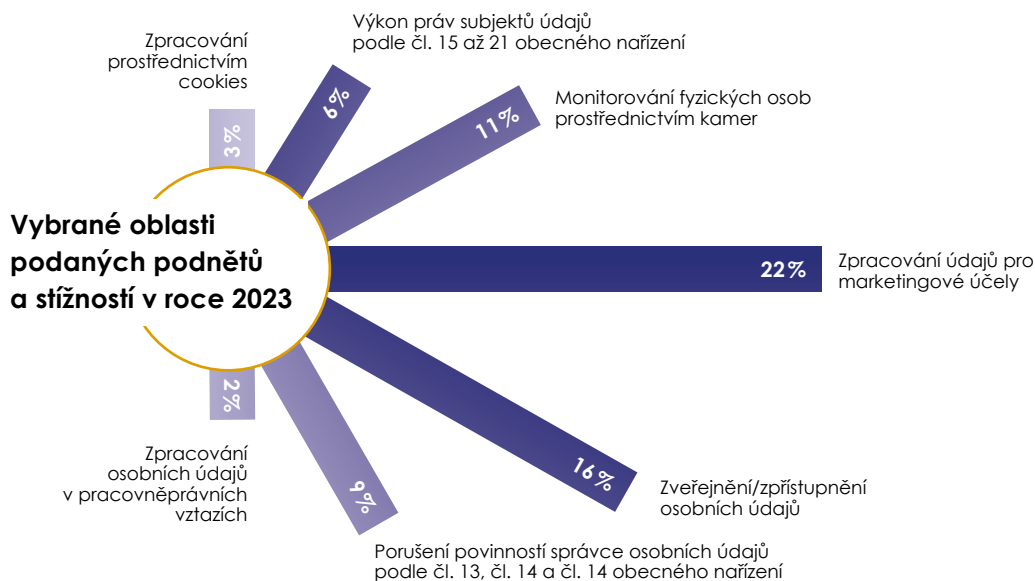 Zpracování
prostřednictvím
cookies
3%
Výkon práv subjektů údajů
podle čl. 15 až 21 obecného nařízení
6%
Monitorování fyzických osob
prostřednictvím kamer
11%
Vybrané oblasti
podaných podnětů
a stížností v roce 2023
22%
Zpracování údajů pro
marketingové účely
16%
Zveřejnění/zpřístupnění
osobních údajů
9%
Porušení povinností správce osobních údajů
podle čl. 13, čl. 14 a čl. 14 obecného nařízení
2%
Zpracování
osobních údajů
v pracovněprávních
vztazích